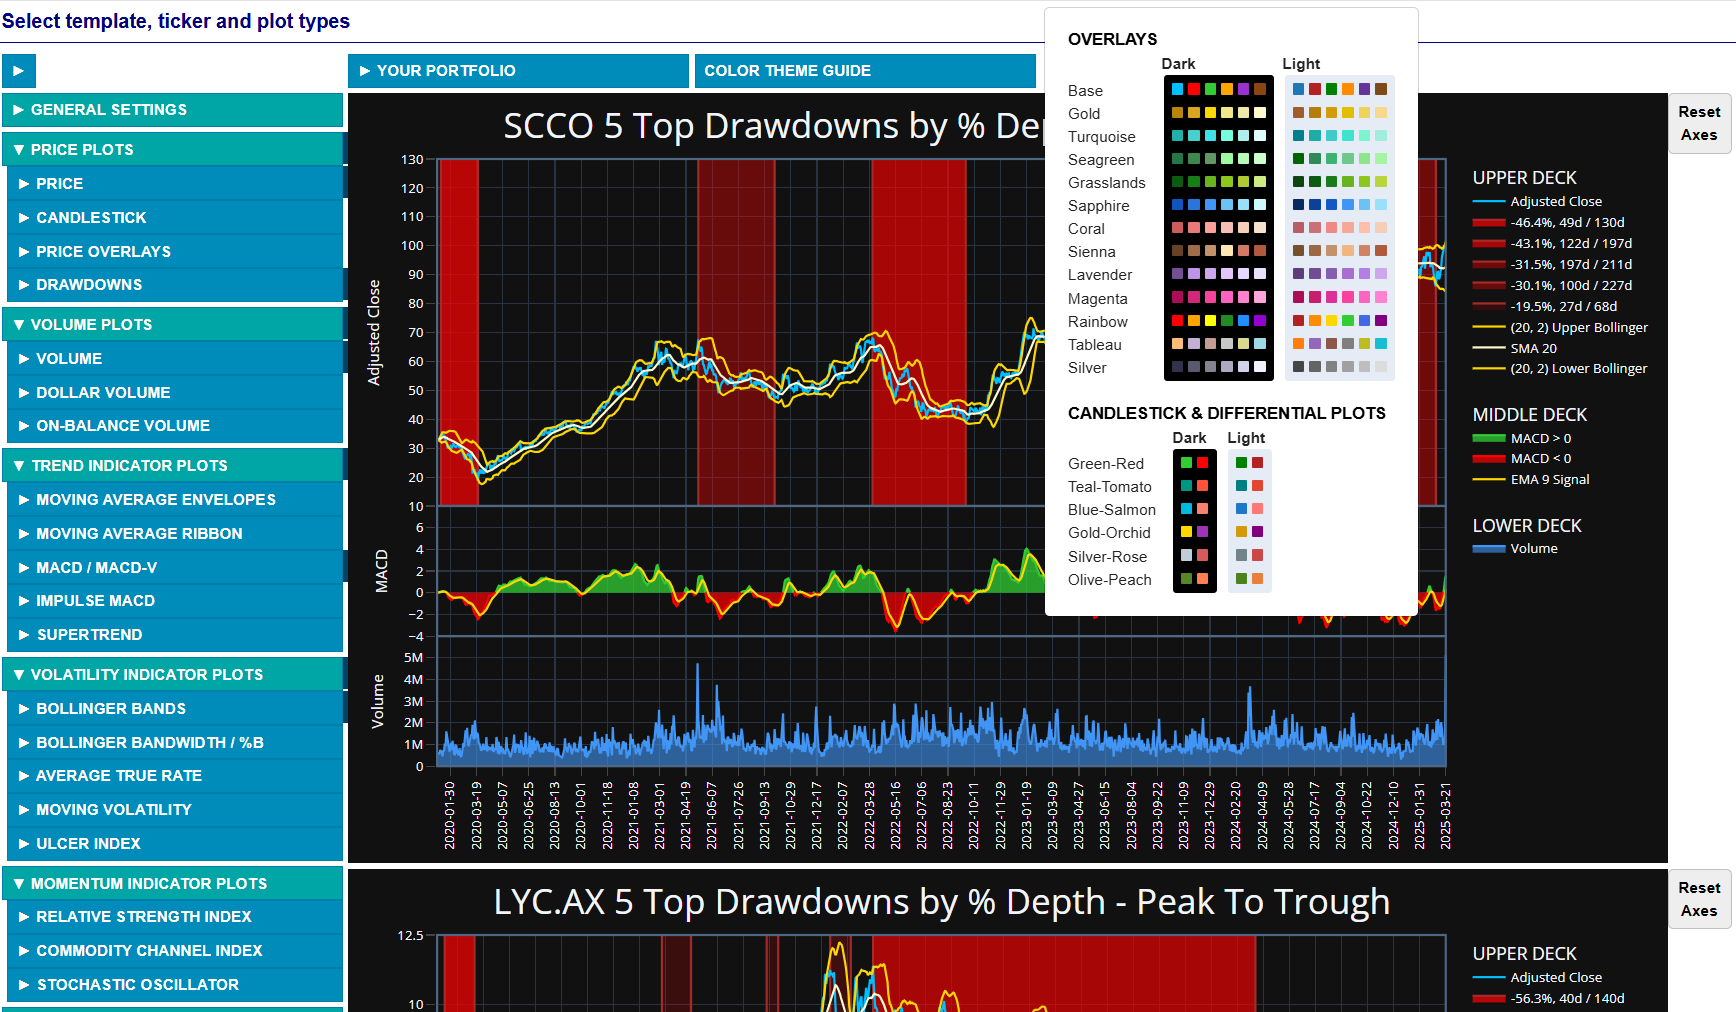 Select template, ticker and plot types
▶
▶ YOUR PORTFOLIO
COLOR THEME GUIDE
▶ GENERAL SETTINGS
▼ PRICE PLOTS
▶ PRICE
▶ CANDLESTICK
▶ PRICE OVERLAYS
▶ DRAWDOWNS
▼ VOLUME PLOTS
▶ VOLUME
▶ DOLLAR VOLUME
▶ ON-BALANCE VOLUME
▼ TREND INDICATOR PLOTS
▶ MOVING AVERAGE ENVELOPES
▶ MOVING AVERAGE RIBBON
▶ MACD / MACD-V
▶ IMPULSE MACD
▶ SUPERTREND
▼ VOLATILITY INDICATOR PLOTS
▶ BOLLINGER BANDS
▶ BOLLINGER BANDWIDTH / %B
▶ AVERAGE TRUE RATE
▶ MOVING VOLATILITY
▶ ULCER INDEX
▼ MOMENTUM INDICATOR PLOTS
▶ RELATIVE STRENGTH INDEX
▶ COMMODITY CHANNEL INDEX
▶ STOCHASTIC OSCILLATOR
SCCO 5 Top Drawdowns by % De
Adjusted Close
130
120
110
100
90
80
70
60
50
40
30
20
10
MACD
6
4
2
0
−2
−4
Volume
5M
4M
3M
2M
1M
0
2020-01-30
2020-03-19
2020-05-07
2020-06-25
2020-08-13
2020-10-01
2020-11-18
2021-01-08
2021-03-01
2021-04-19
2021-06-07
2021-07-26
2021-09-13
2021-10-29
2021-12-17
2022-02-07
2022-03-28
2022-05-16
2022-07-06
2022-08-23
2022-10-11
2022-11-29
2023-01-19
2023-03-09
2023-04-27
2023-06-15
2023-08-04
2023-09-22
2023-11-09
2023-12-29
2024-02-20
2024-04-09
2024-05-28
2024-07-17
2024-09-04
2024-10-22
2024-12-10
2025-01-31
2025-03-21
OVERLAYS
Dark Light
Base
Gold
Turquoise
Seagreen
Grasslands
Sapphire
Coral
Sienna
Lavender
Magenta
Rainbow
Tableau
Silver
CANDLESTICK & DIFFERENTIAL PLOTS
Dark Light
Green-Red
Teal-Tomato
Blue-Salmon
Gold-Orchid
Silver-Rose
Olive-Peach
UPPER DECK
Adjusted Close
-46.4%, 49d / 130d
-43.1%, 122d / 197d
-31.5%, 197d / 211d
-30.1%, 100d / 227d
-19.5%, 27d / 68d
(20, 2) Upper Bollinger
SMA 20
(20, 2) Lower Bollinger
MIDDLE DECK
MACD > 0
MACD < 0
EMA 9 Signal
LOWER DECK
Volume
Reset
Axes
LYC.AX 5 Top Drawdowns by % Depth - Peak To Trough
12.5
10
UPPER DECK
Adjusted Close
-56.3%, 40d / 140d
Reset
Axes